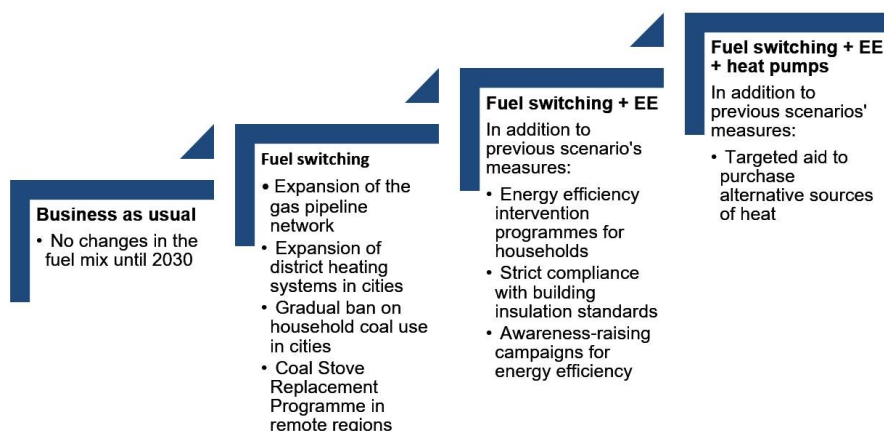 Business as usual
• No changes in the
fuel mix until 2030
Fuel switching
• Expansion of the
gas pipeline
network
• Expansion of
district heating
systems in cities
• Gradual ban on
household coal use
in cities
• Coal Stove
Replacement
Programme in
remote regions
Fuel switching + EE
In addition to
previous scenario's
measures:
• Energy efficiency
intervention
programmes for
households
• Strict compliance
with building
insulation standards
• Awareness-raising
campaigns for
energy efficiency
Fuel switching + EE
+ heat pumps
In addition to
previous scenarios'
measures:
• Targeted aid to
purchase
alternative sources
of heat